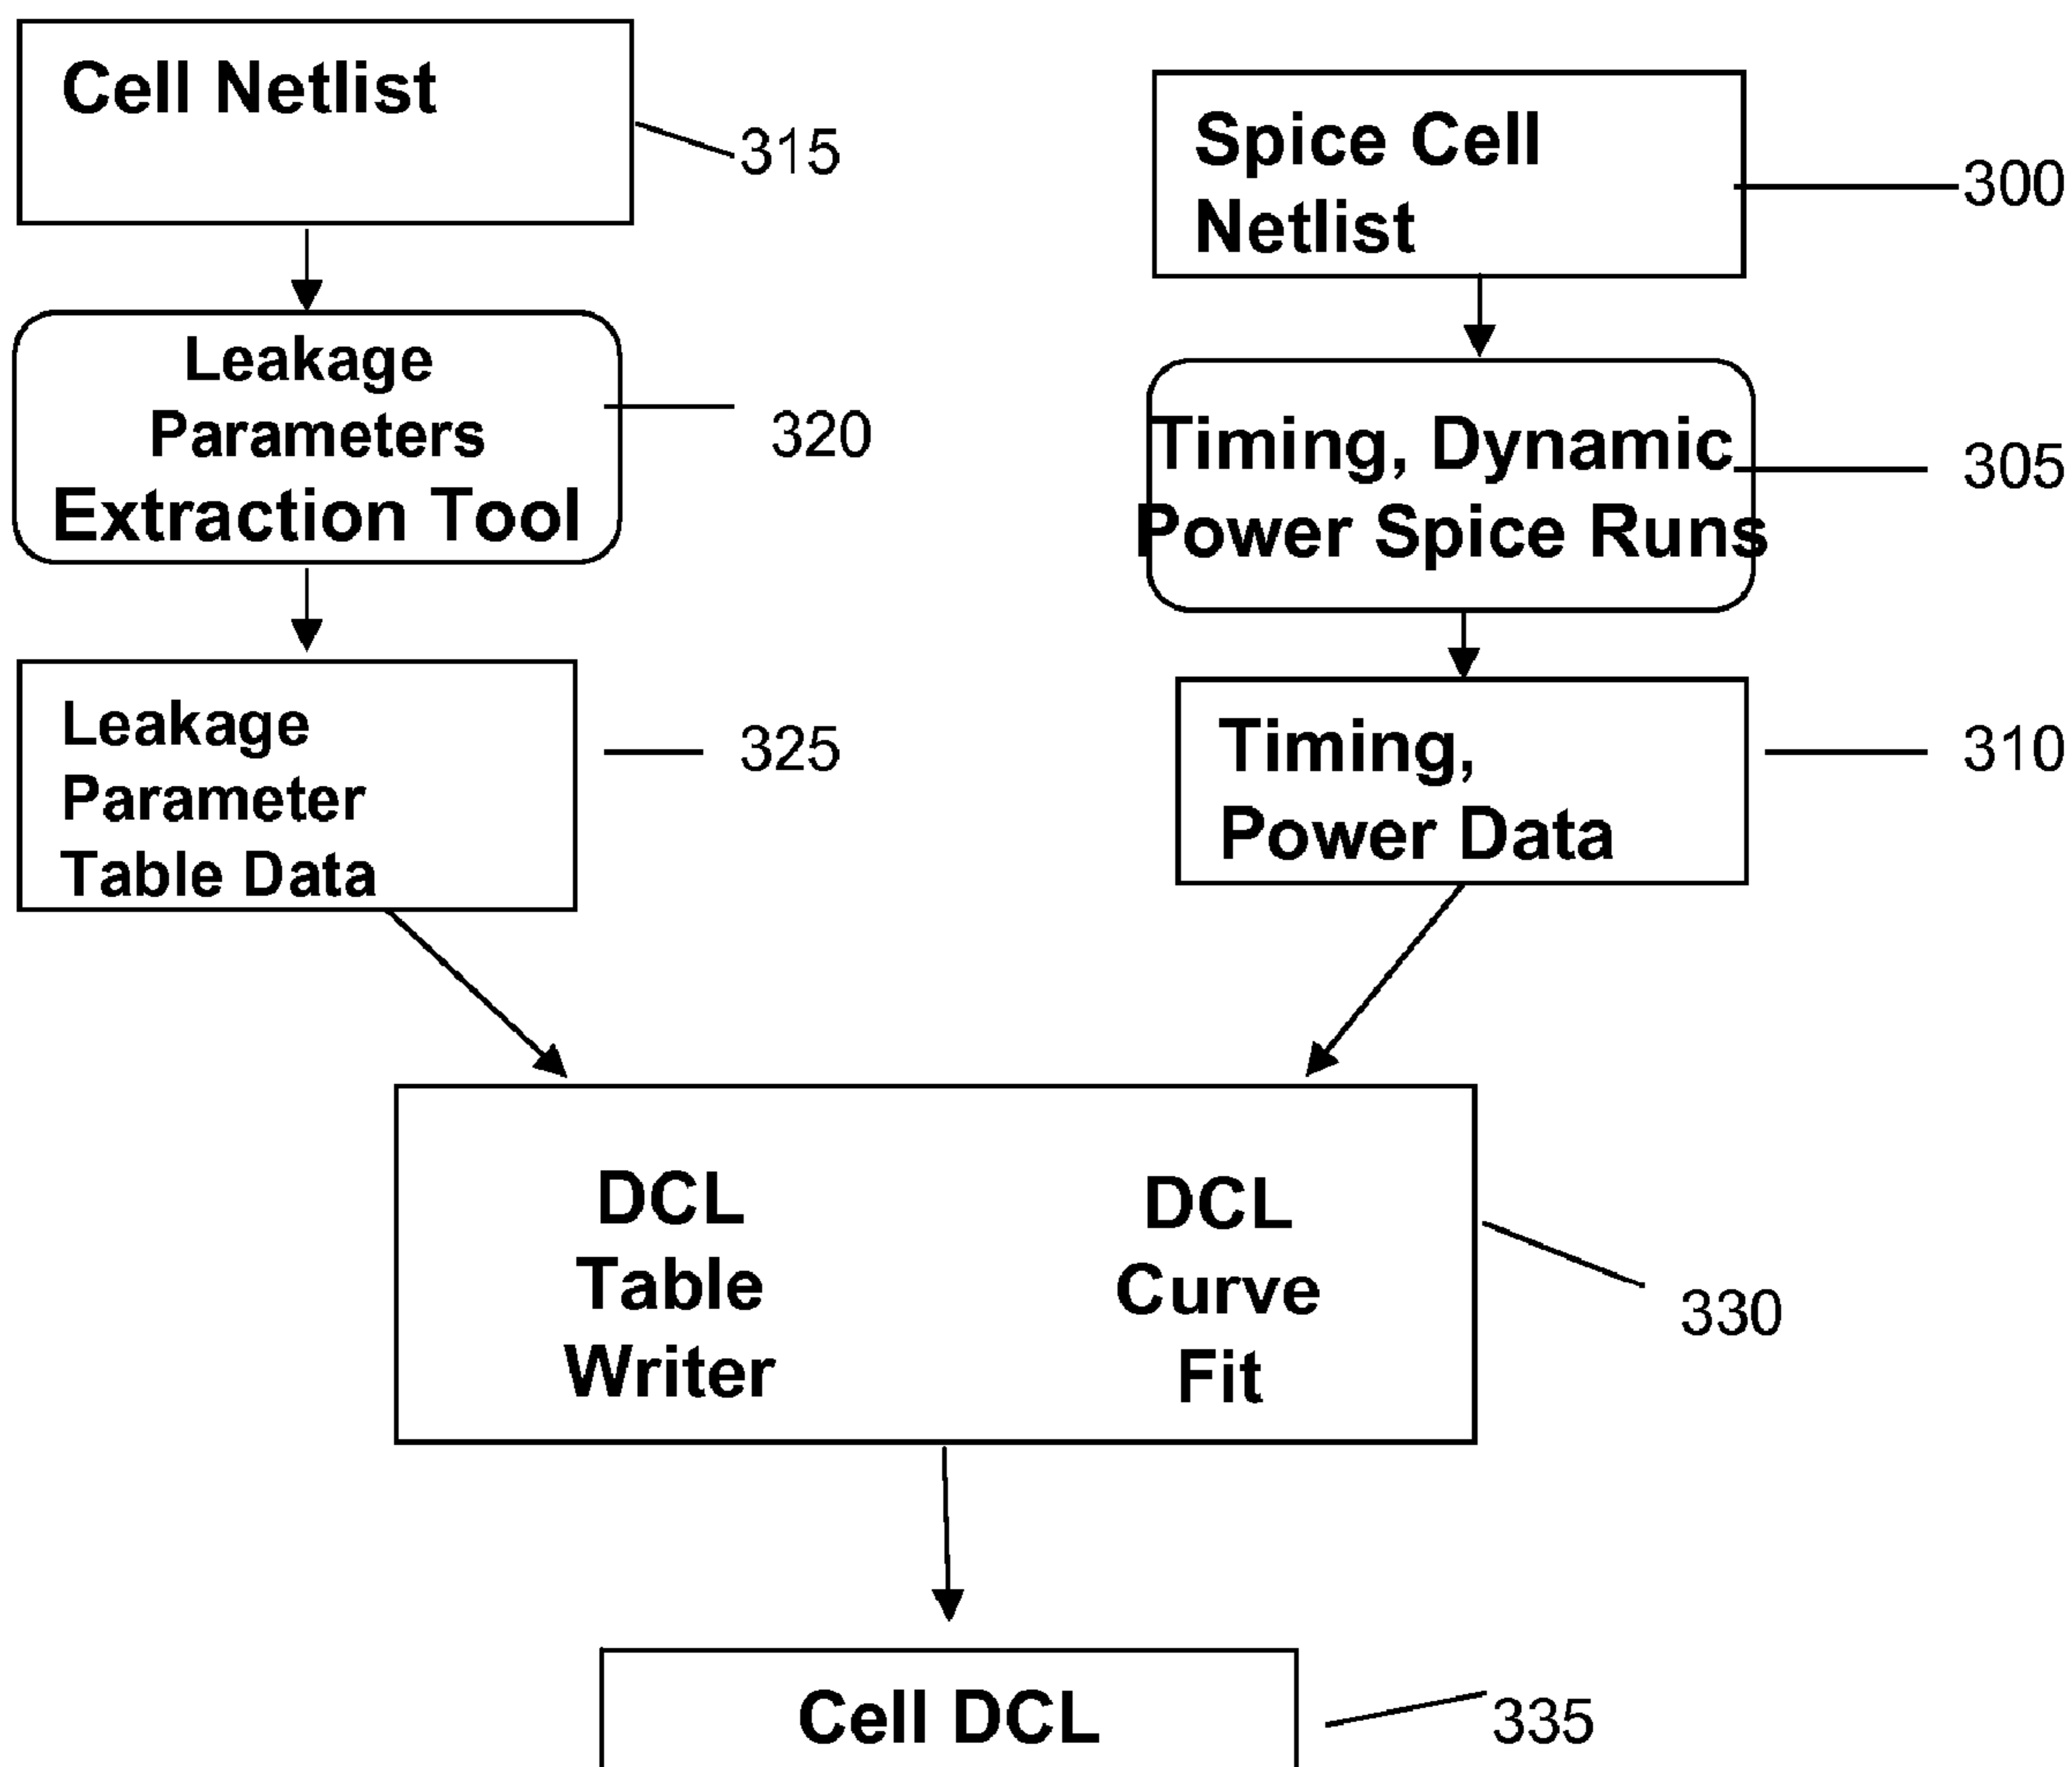 Cell Netlist
315
Leakage
Parameters
Extraction Tool
320
Leakage
Parameter
Table Data
325
Spice Cell
Netlist
300
Timing, Dynamic
Power Spice Runs
305
Timing,
Power Data
310
DCL
Table
Writer
DCL
Curve
Fit
330
Cell DCL
335